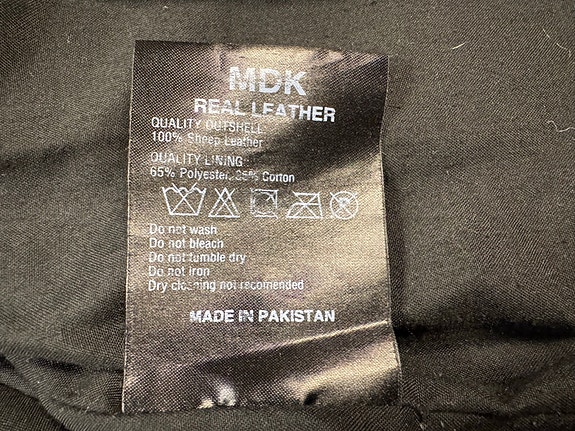 MDK
REAL LEATHER
QUALITY OUTSHELL:
100% Sheep Leather
QUALITY LINING:
65% Polyester, 35% Cotton
Do not wash
Do not bleach
Do not tumble dry
Do not iron
Dry cleaning not recomended
MADE IN PAKISTAN